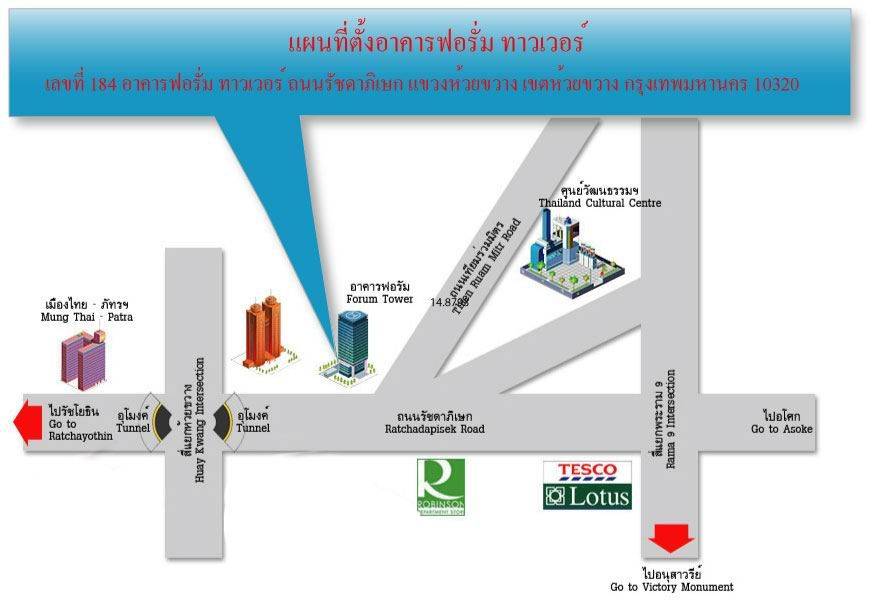 แผนที่ตั้งอาคารฟอรั่ม ทาวเวอร์
เลขที่ 184 อาคารฟอรั่ม ทาวเวอร์ ถนนรัชดาภิเษก แขวงห้วยขวาง เขตห้วยขวาง กรุงเทพมหานคร 10320
ศูนย์วัฒนธรรมฯ
Thailand Cultural Centre
ถนนเทียมร่วมมิตร
Tieen Ruam Mitr Road
อาคารฟอรัม
Forum Tower
เมืองไทย - ภัทรฯ
Mung Thai - Patra
ไปรัชโยธิน
Go to
Ratchayothin
อุโมงค์
Tunnel
สี่แยกห้วยขวาง
Huay Kwang Intersection
อุโมงค์
Tunnel
ถนนรัชดาภิเษก
Ratchadapisek Road
สี่แยกพระราม 9
Rama 9 Intersection
ไปอโศก
Go to Asoke
R
ROBINSON
TESCO
Lotus
ไปอนุสาวรีย์
Go to Victory Monument